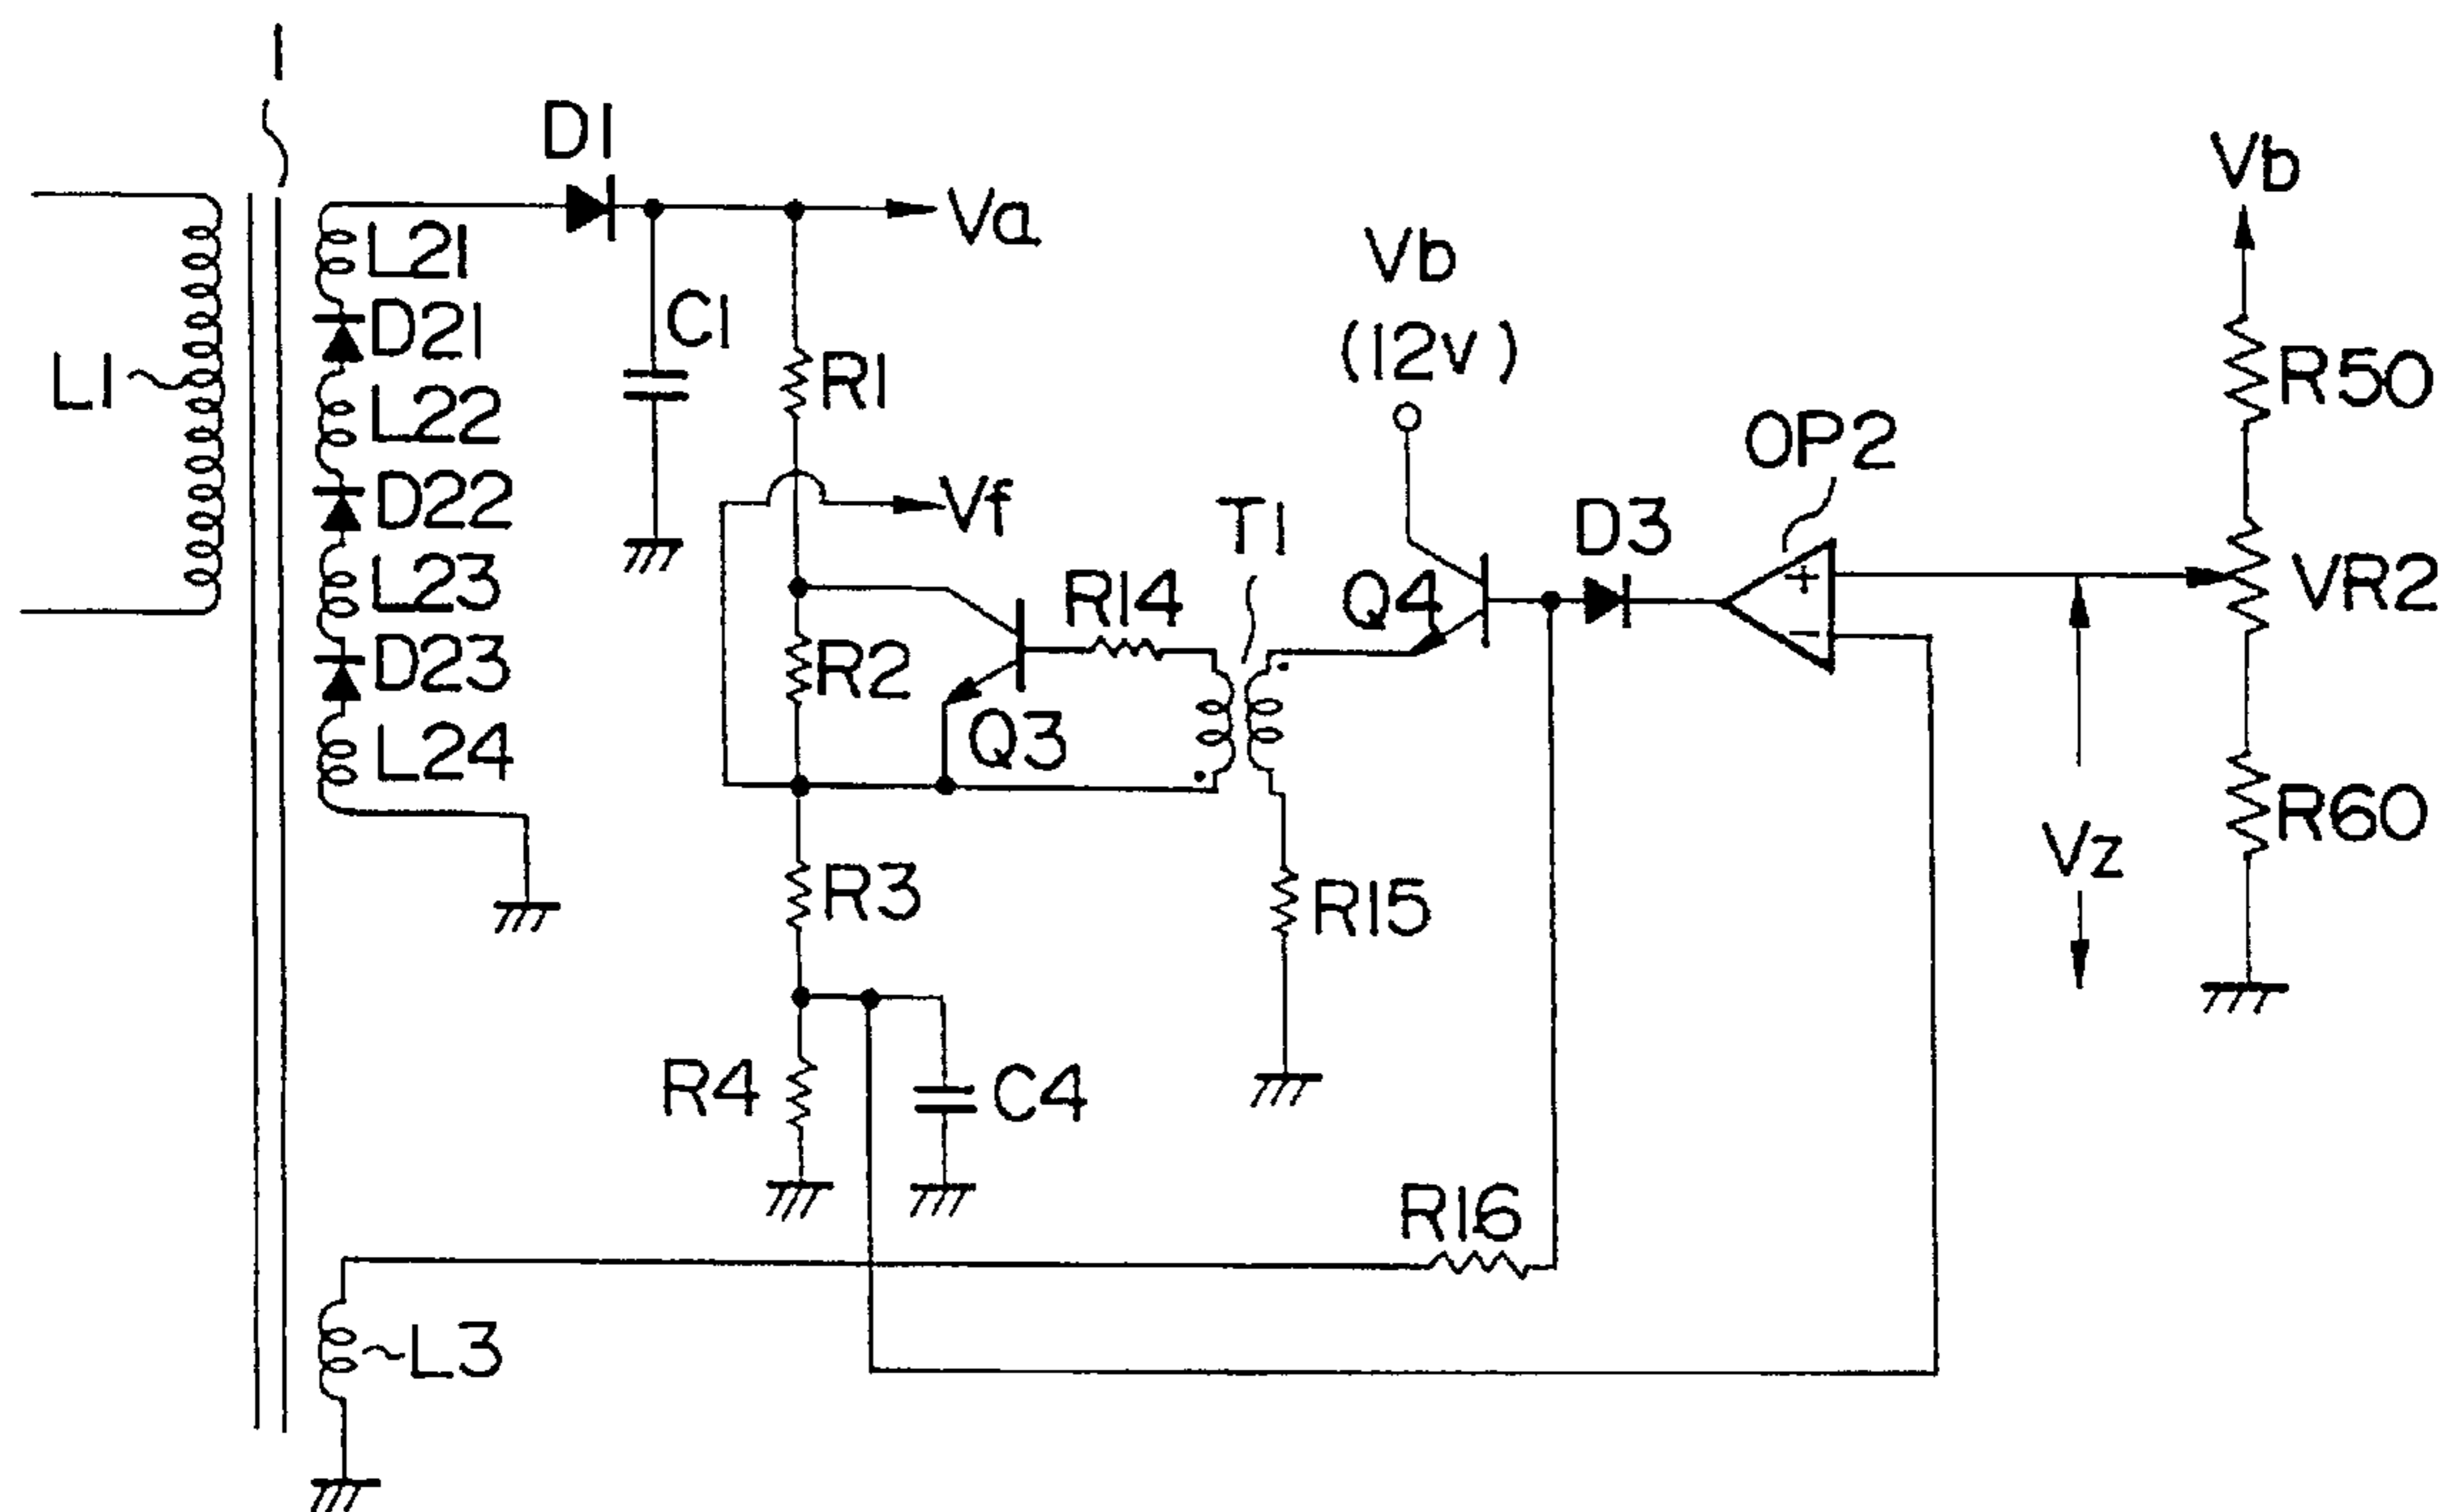 1
D1
Vb
L21
Va
Vb
(12v)
D21
C1
L1
R1
R50
L22
OP2
D22
Vf
T1
D3
+
L23
R14
Q4
VR2
-
D23
R2
Q3
L24
R60
Vz
R3
R15
R4
C4
R16
L3